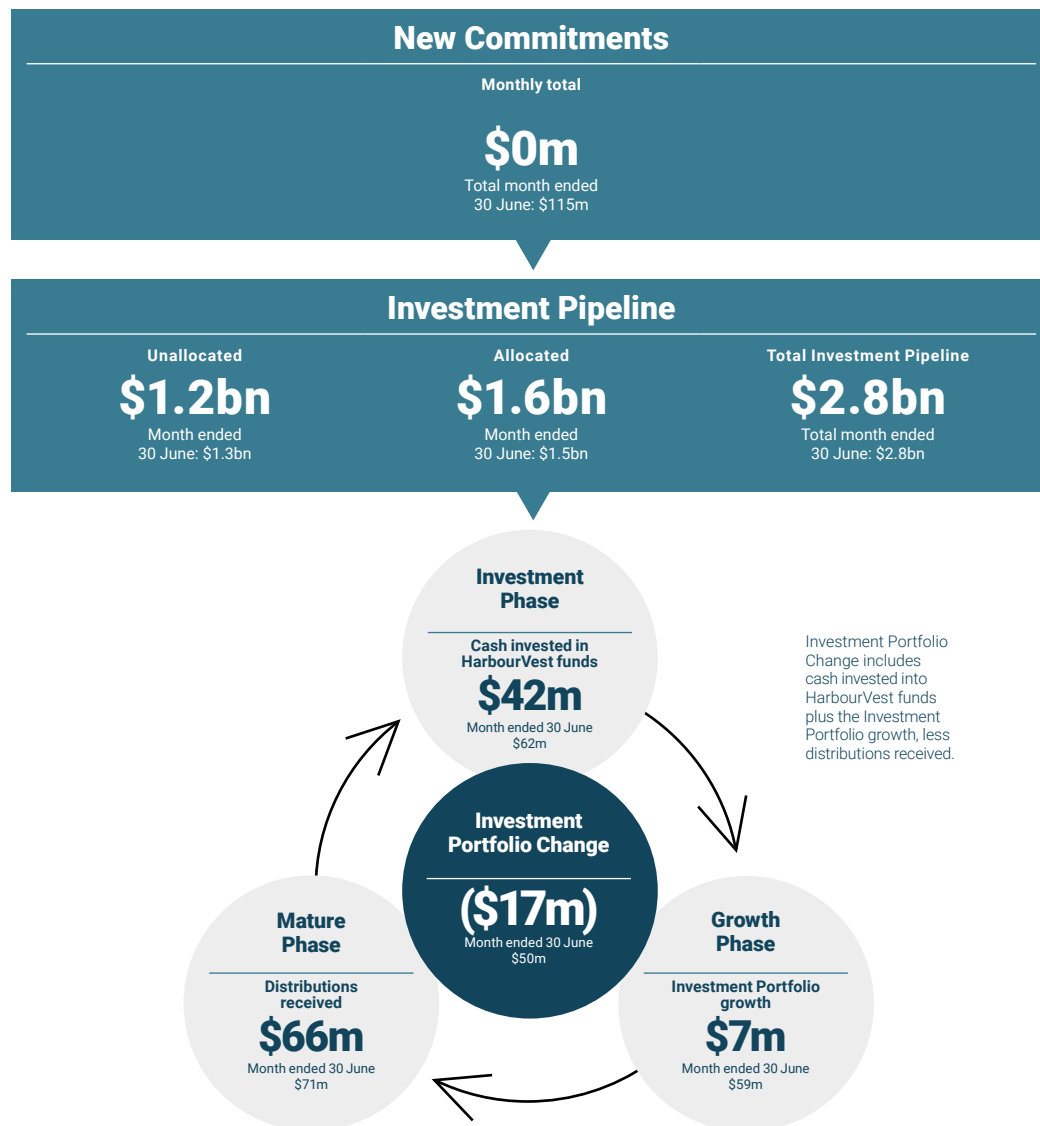 New Commitments
Monthly total
$0m
Total month ended
30 June: $115m
Investment Pipeline
Unallocated
$1.2bn
Month ended
30 June: $1.3bn
Allocated
$1.6bn
Month ended
30 June: $1.5bn
Total Investment Pipeline
$2.8bn
Total month ended
30 June: $2.8bn
Investment
Phase
Cash invested in
HarbourVest funds
$42m
Month ended 30 June
$62m
Investment Portfolio
Change includes
cash invested into
HarbourVest funds
plus the Investment
Portfolio growth, less
distributions received.
Investment
Portfolio Change
($17m)
Month ended 30 June
$50m
Mature
Phase
Distributions
received
$66m
Month ended 30 June
$71m
Growth
Phase
Investment Portfolio
growth
$7m
Month ended 30 June
$59m